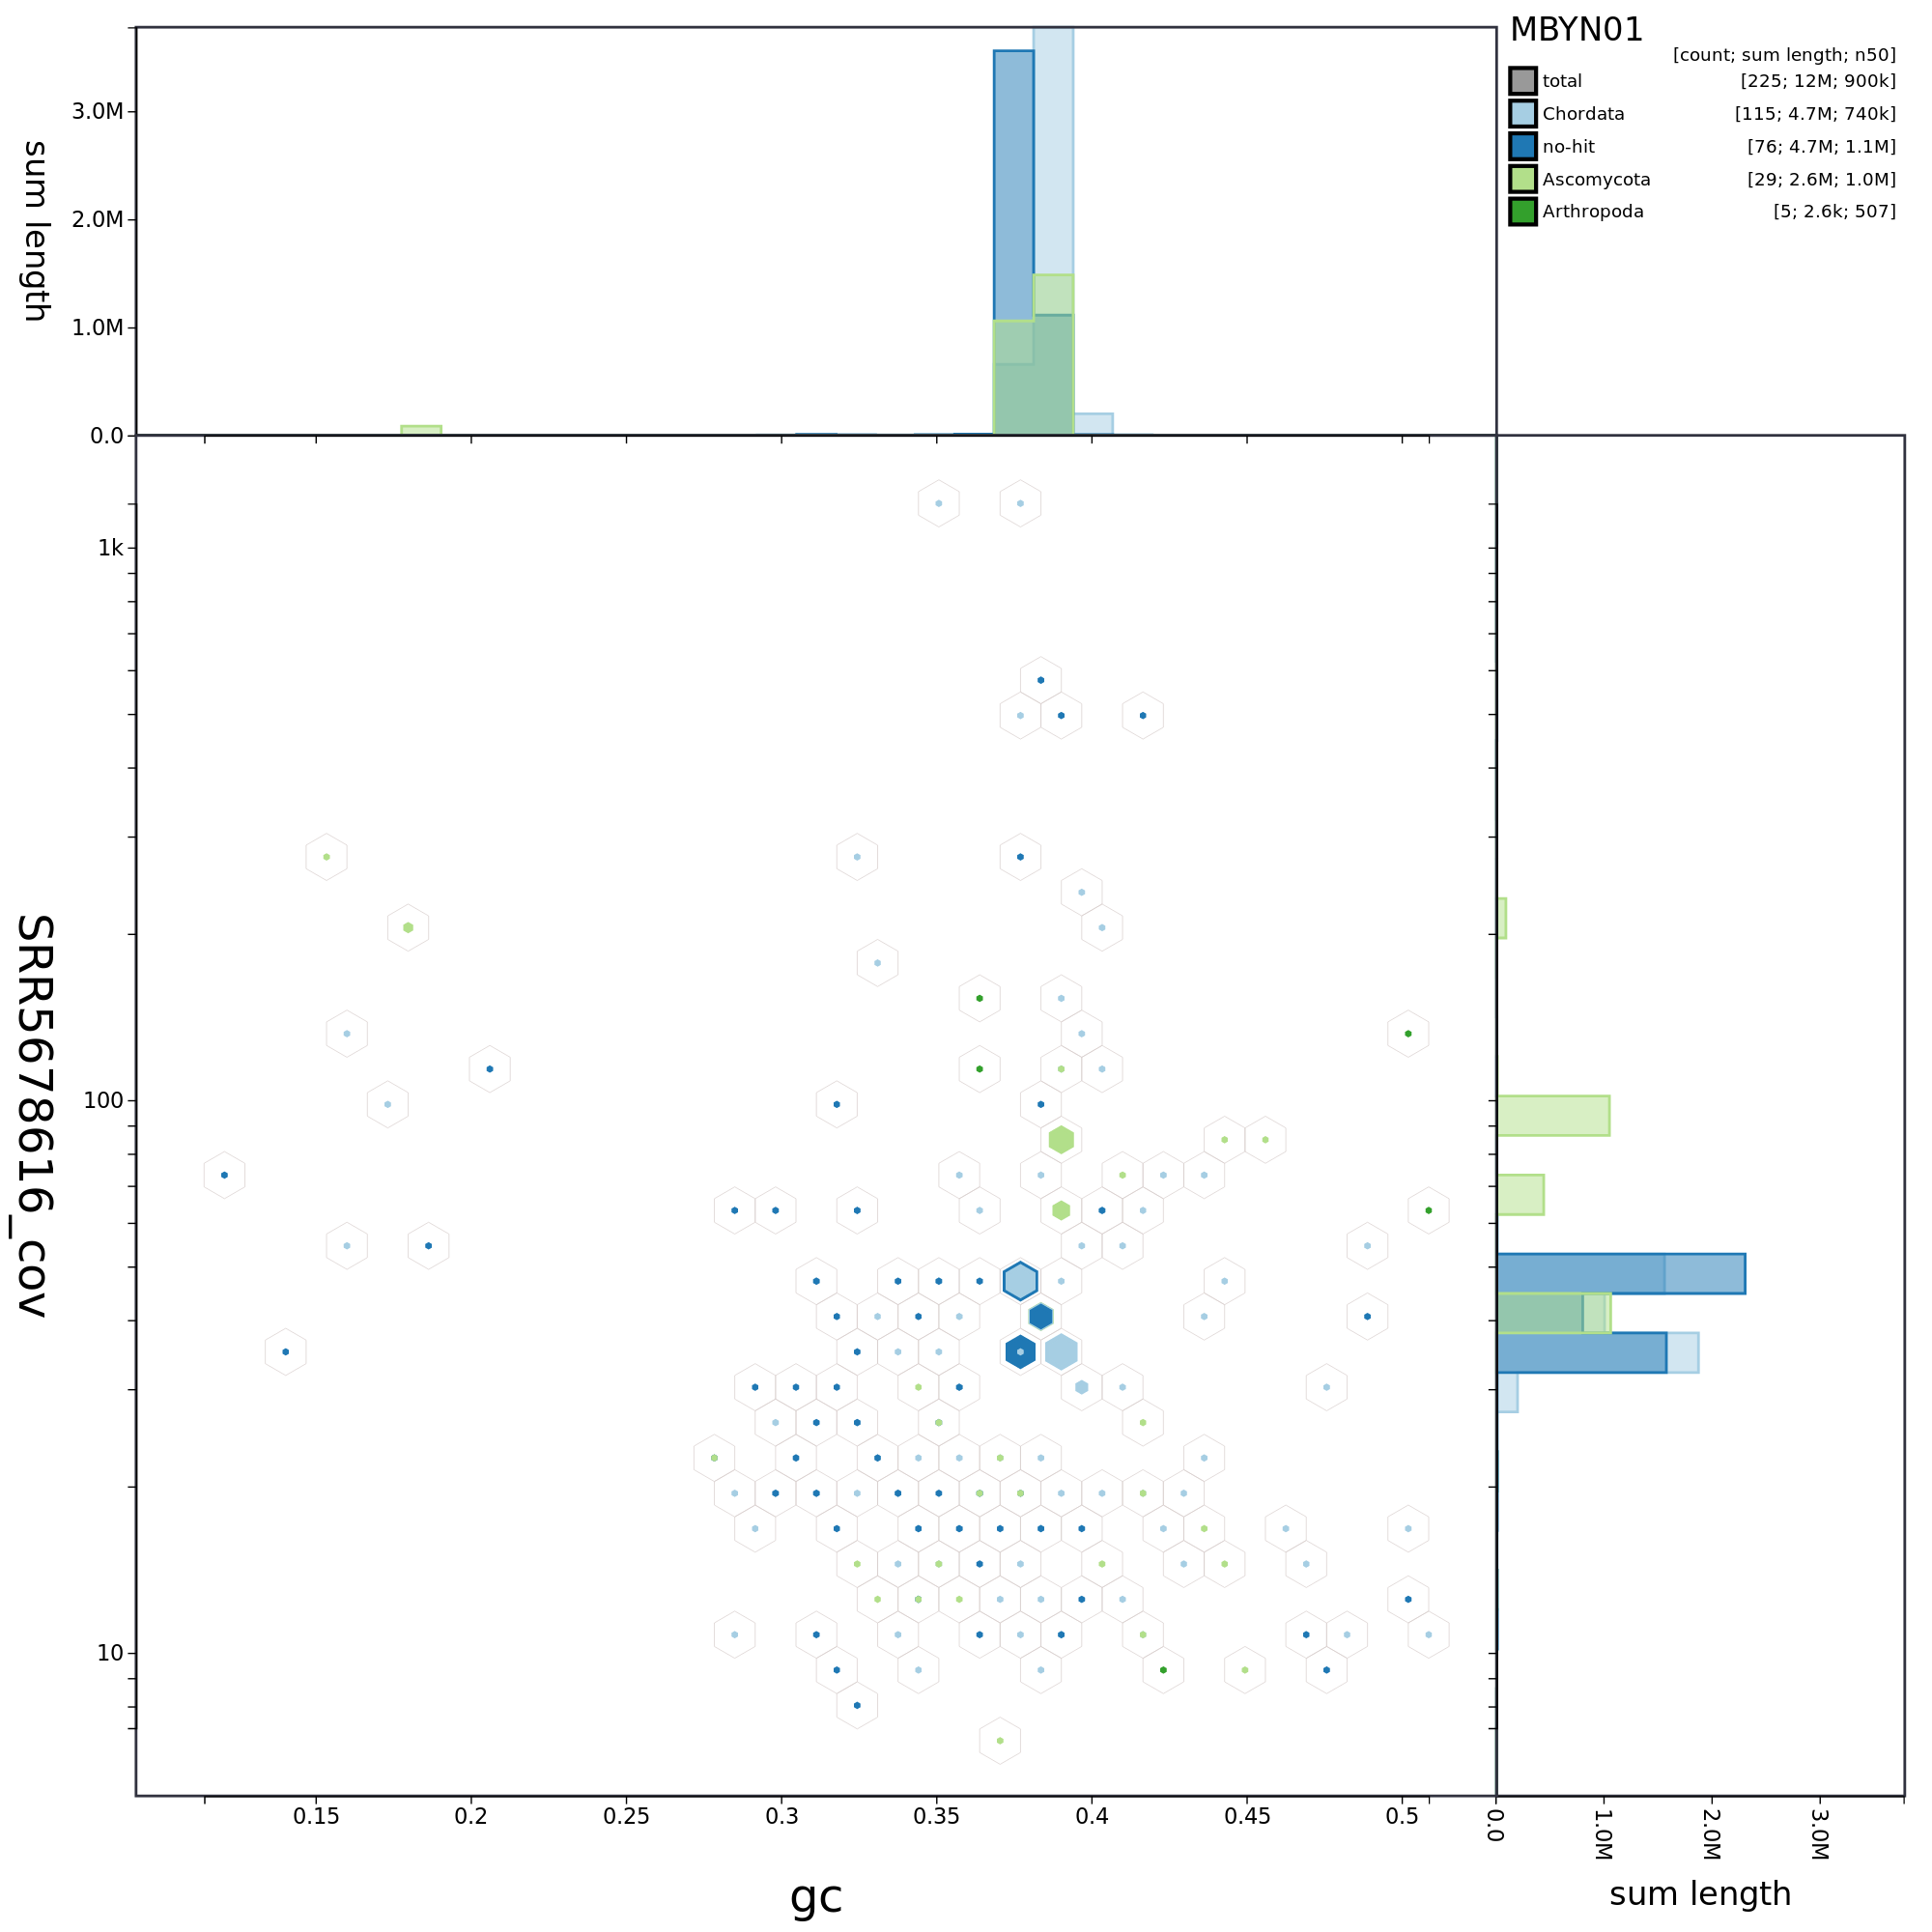 MBYN01
[count; sum length; n50]
total [225; 12M; 900k]
Chordata [115; 4.7M; 740k]
no-hit [76; 4.7M; 1.1M]
Ascomycota [29; 2.6M; 1.0M]
Arthropoda [5; 2.6k; 507]
sum length
3.0M
2.0M
1.0M
0.0
SRR5678616_cov
1k
100
10
0.15 0.2 0.25 0.3 0.35 0.4 0.45 0.5
gc
0.0 1.0M 2.0M 3.0M
sum length